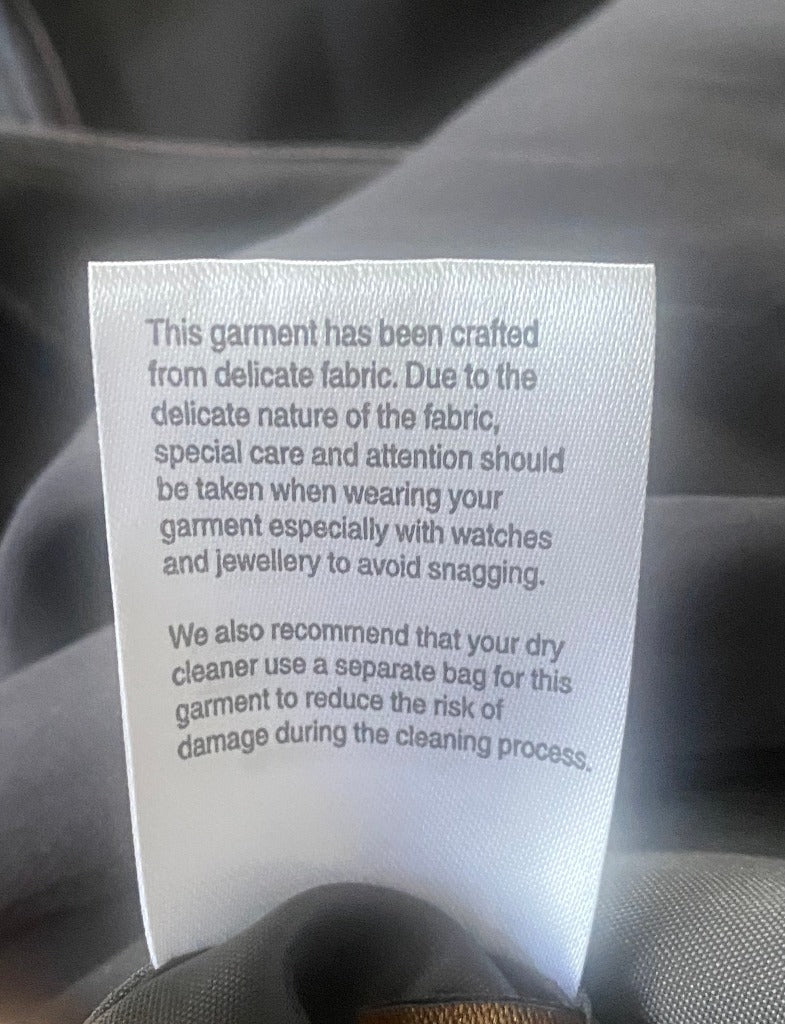 This garment has been crafted
from delicate fabric. Due to the
delicate nature of the fabric,
special care and attention should
be taken when wearing your
garment especially with watches
and jewellery to avoid snagging.
We also recommend that your dry
cleaner use a separate bag for this
garment to reduce the risk of
damage during the cleaning process.